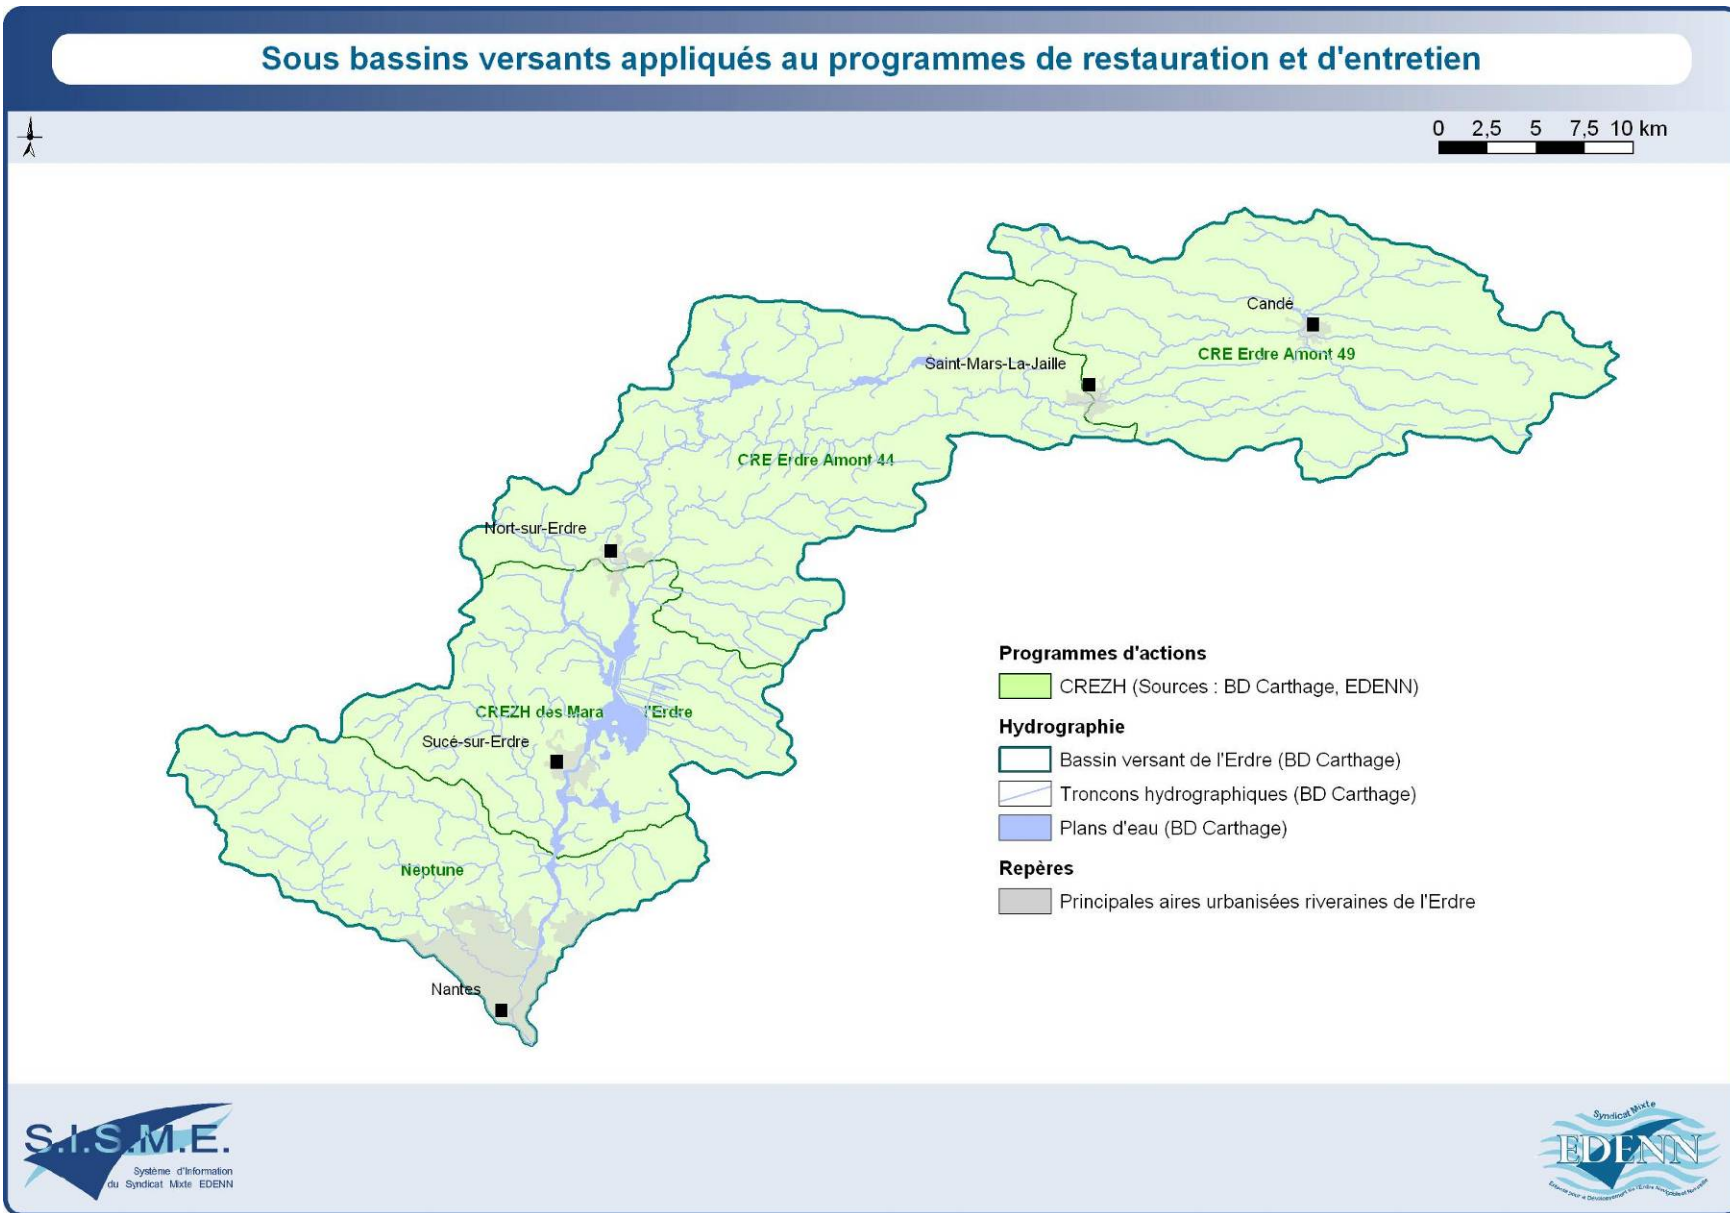 Sous bassins versants appliqués au programmes de restauration et d'entretien
0 2,5 5 7,5 10 km
Candé
CRE Erdre Amont 49
Saint-Mars-La-Jaille
CRE Erdre Amont 44
Nort-sur-Erdre
CREZH des Mara l'Erdre
Sucé-sur-Erdre
Neptune
Nantes
Programmes d'actions
CREZH (Sources : BD Carthage, EDENN)
Hydrographie
Bassin versant de l'Erdre (BD Carthage)
Troncons hydrographiques (BD Carthage)
Plans d'eau (BD Carthage)
Repères
Principales aires urbanisées riveraines de l'Erdre
S.I.S.M.E.
Système d'Information
du Syndicat Mixte EDENN
Syndicat Mixte
EDENN